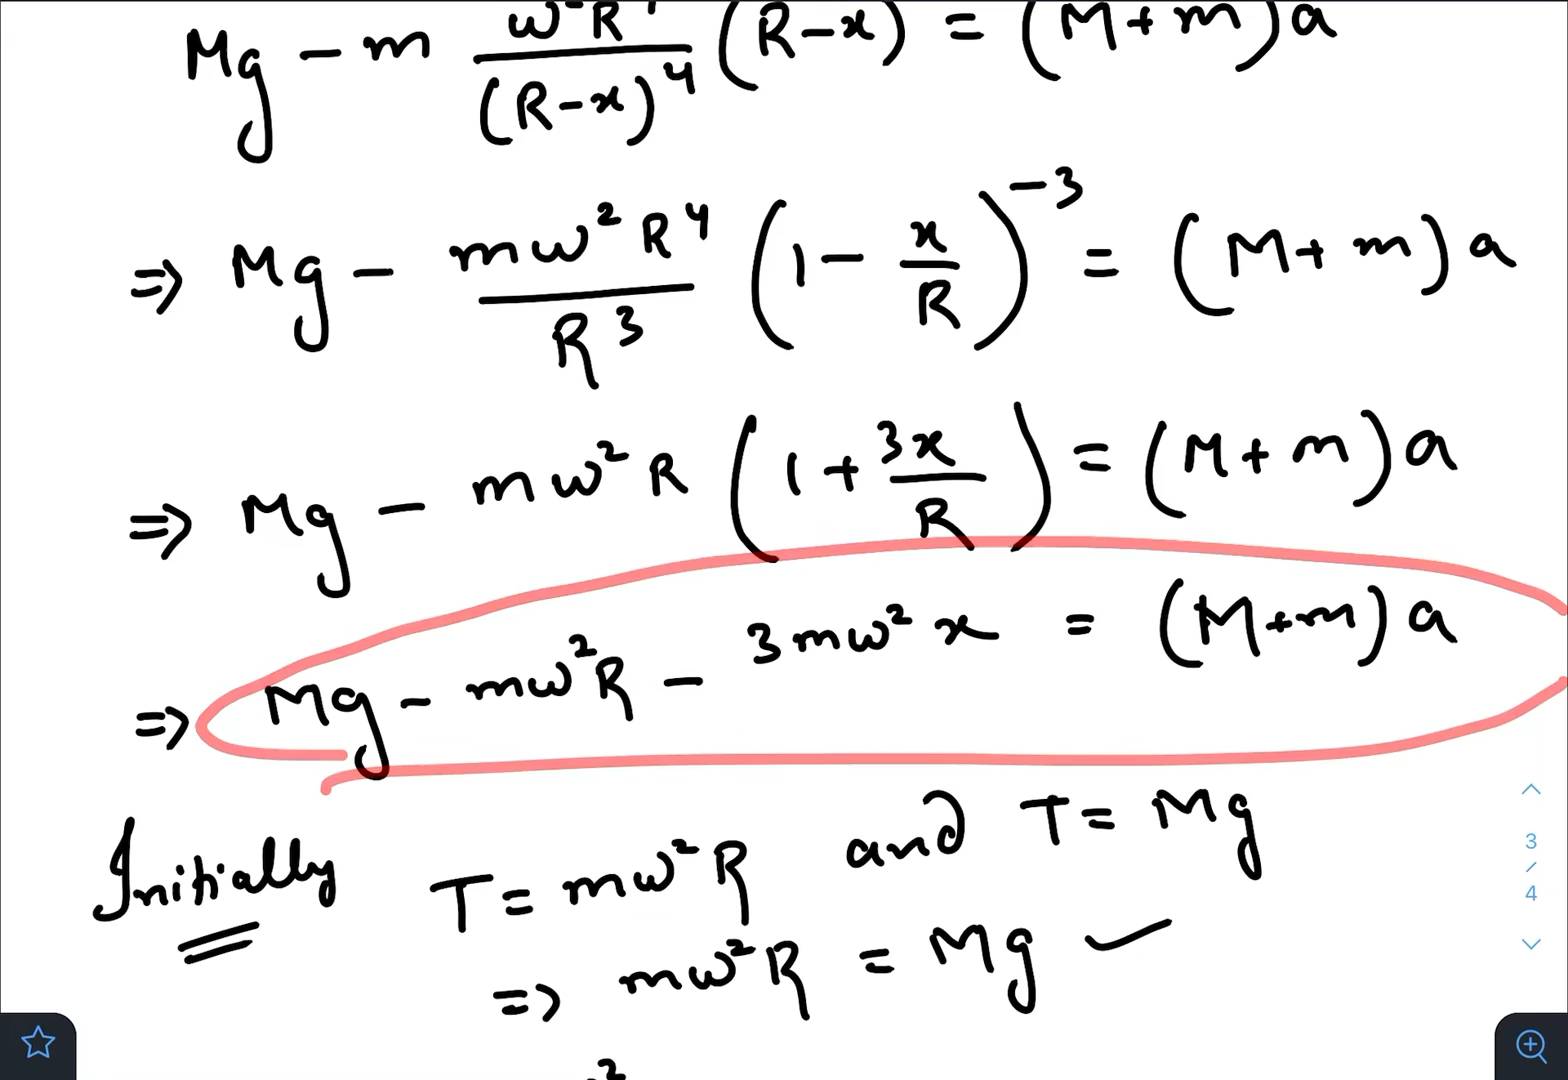 Mg - m ω²R⁴/(R-x)⁴ (R-x) = (M+m)a
⇒ Mg - mω²R⁴/R³ (1 - x/R)⁻³ = (M+m)a
⇒ Mg - mω²R (1 + 3x/R) = (M+m)a
⇒ Mg - mω²R - 3mω²x = (M+m)a
Initially T = mω²R and T = Mg
⇒ mω²R = Mg ✓
3
/
4